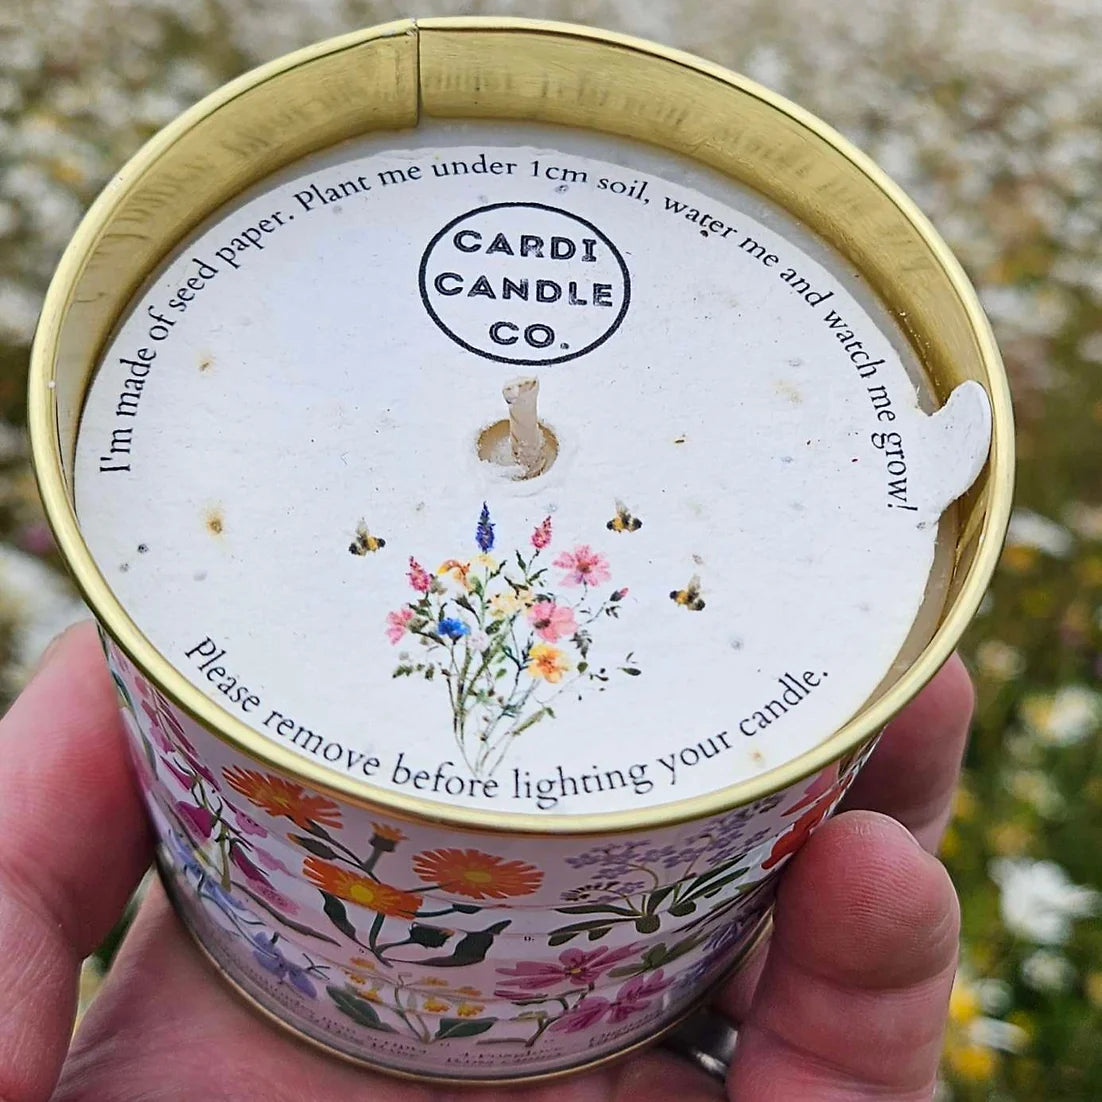 I'm made of seed paper. Plant me under 1cm soil, water me and watch me grow!
CARDI
CANDLE
CO.
Please remove before lighting your candle.